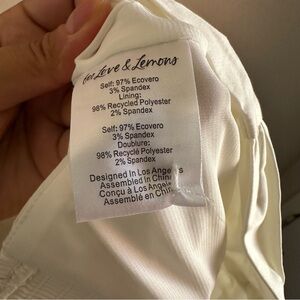 for Love & Lemons
Self: 97% Ecovero
3% Spandex
Lining:
98% Recycled Polyester
2% Spandex
Self: 97% Ecovero
3% Spandex
Doublure:
98% Recyclé Polyester
2% Spandex
Designed In Los Angeles
Assembled in China
Conçu à Los Angeles
Assemblé en Chin